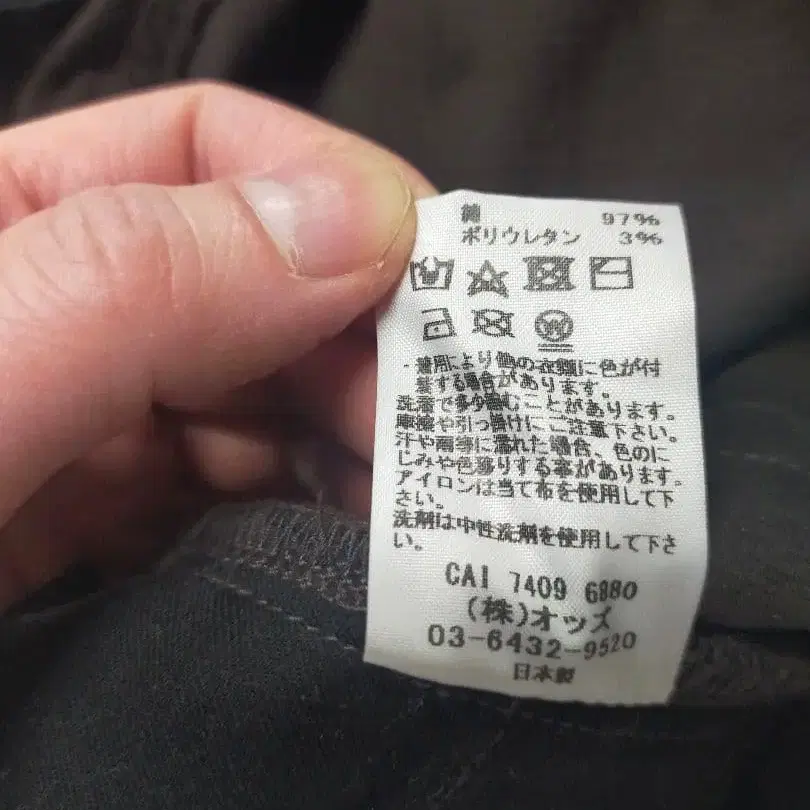 綿 97%
ポリウレタン 3%
・着用により他の衣類に色が付
着する場合があります。
洗濯で多少縮むことがあります。
摩擦や引っ掛けにご注意下さい。
汗や雨等に濡れた場合、色のに
じみや色移りする事があります。
アイロンは当て布を使用して下
さい。
洗剤は中性洗剤を使用して下さ
い。
CAI 7409 6880
(株)オッズ
03-6432-9520
日本製